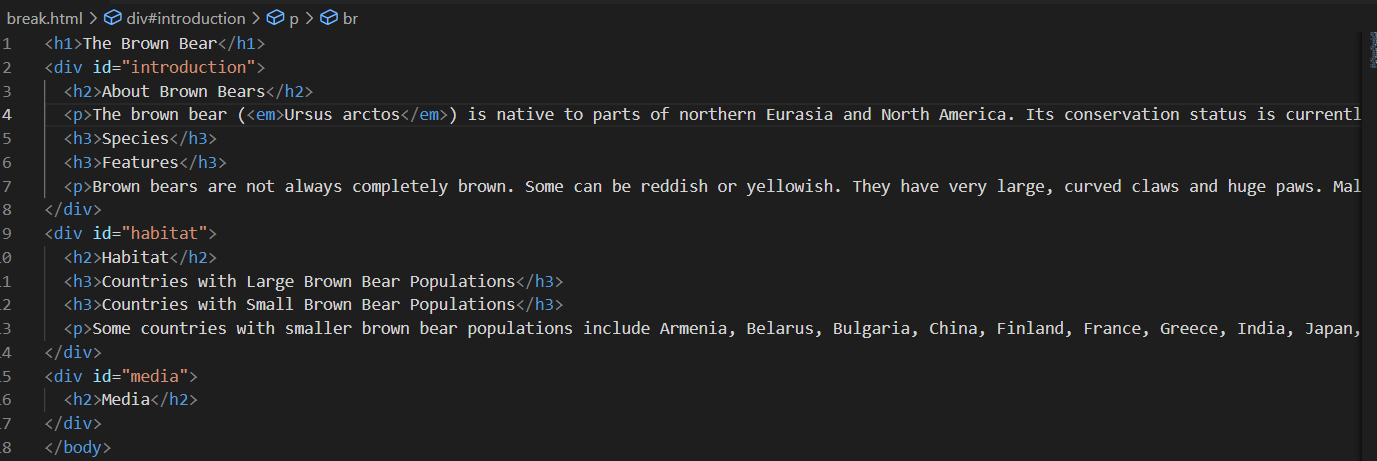 break.html > div#introduction > p > br
1 <h1>The Brown Bear</h1>
2 <div id="introduction">
3 <h2>About Brown Bears</h2>
4 <p>The brown bear (<em>Ursus arctos</em>) is native to parts of northern Eurasia and North America. Its conservation status is currentl
5 <h3>Species</h3>
6 <h3>Features</h3>
7 <p>Brown bears are not always completely brown. Some can be reddish or yellowish. They have very large, curved claws and huge paws. Mal
8 </div>
9 <div id="habitat">
0 <h2>Habitat</h2>
1 <h3>Countries with Large Brown Bear Populations</h3>
2 <h3>Countries with Small Brown Bear Populations</h3>
3 <p>Some countries with smaller brown bear populations include Armenia, Belarus, Bulgaria, China, Finland, France, Greece, India, Japan,
4 </div>
5 <div id="media">
6 <h2>Media</h2>
7 </div>
8 </body>